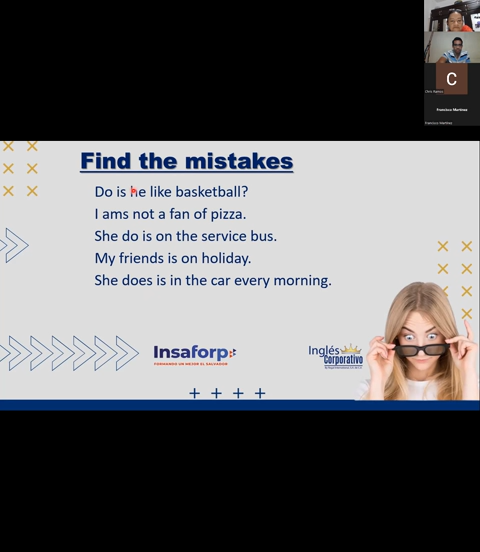 C
Chris Ramos
Francisco Martinez
Francisco Martinez
Find the mistakes
Do is he like basketball?
I ams not a fan of pizza.
She do is on the service bus.
My friends is on holiday.
She does is in the car every morning.
Insaforp
FORMANDO UN MEJOR EL SALVADOR
Inglés
Corporativo